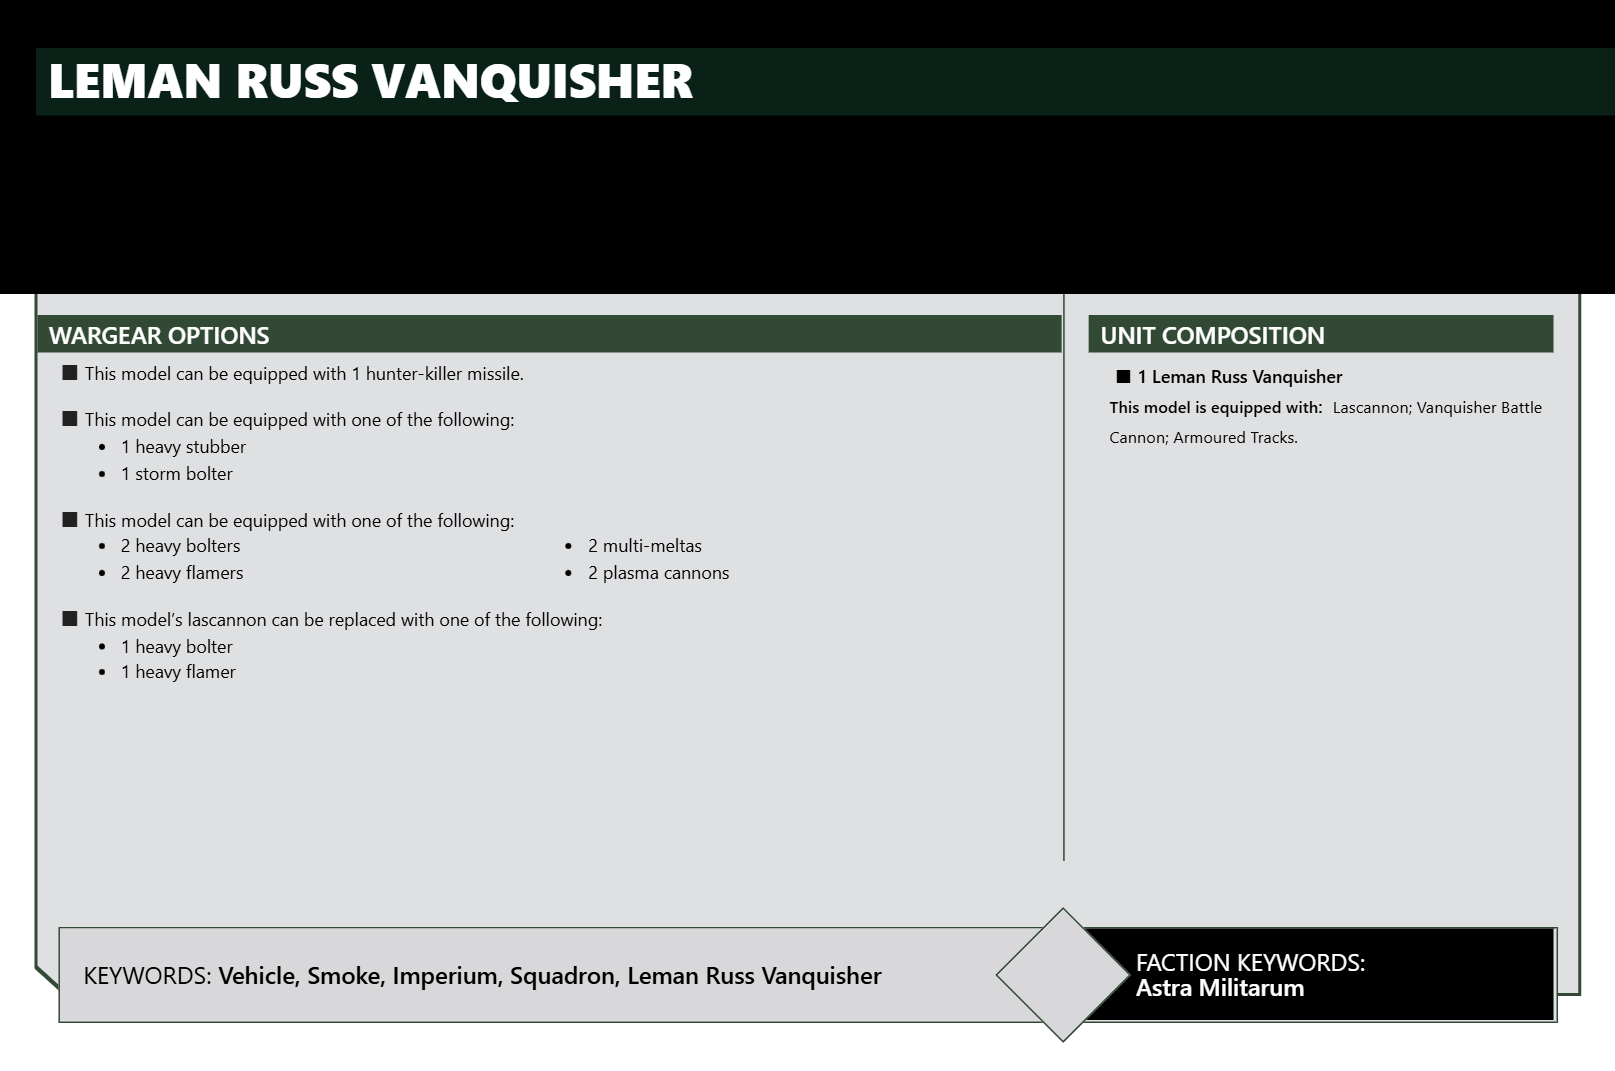 LEMAN RUSS VANQUISHER
WARGEAR OPTIONS
■ This model can be equipped with 1 hunter-killer missile.
■ This model can be equipped with one of the following:
• 1 heavy stubber
• 1 storm bolter
■ This model can be equipped with one of the following:
• 2 heavy bolters
• 2 heavy flamers
• 2 multi-meltas
• 2 plasma cannons
■ This model’s lascannon can be replaced with one of the following:
• 1 heavy bolter
• 1 heavy flamer
UNIT COMPOSITION
■ 1 Leman Russ Vanquisher
This model is equipped with: Lascannon; Vanquisher Battle
Cannon; Armoured Tracks.
KEYWORDS: Vehicle, Smoke, Imperium, Squadron, Leman Russ Vanquisher
FACTION KEYWORDS:
Astra Militarum